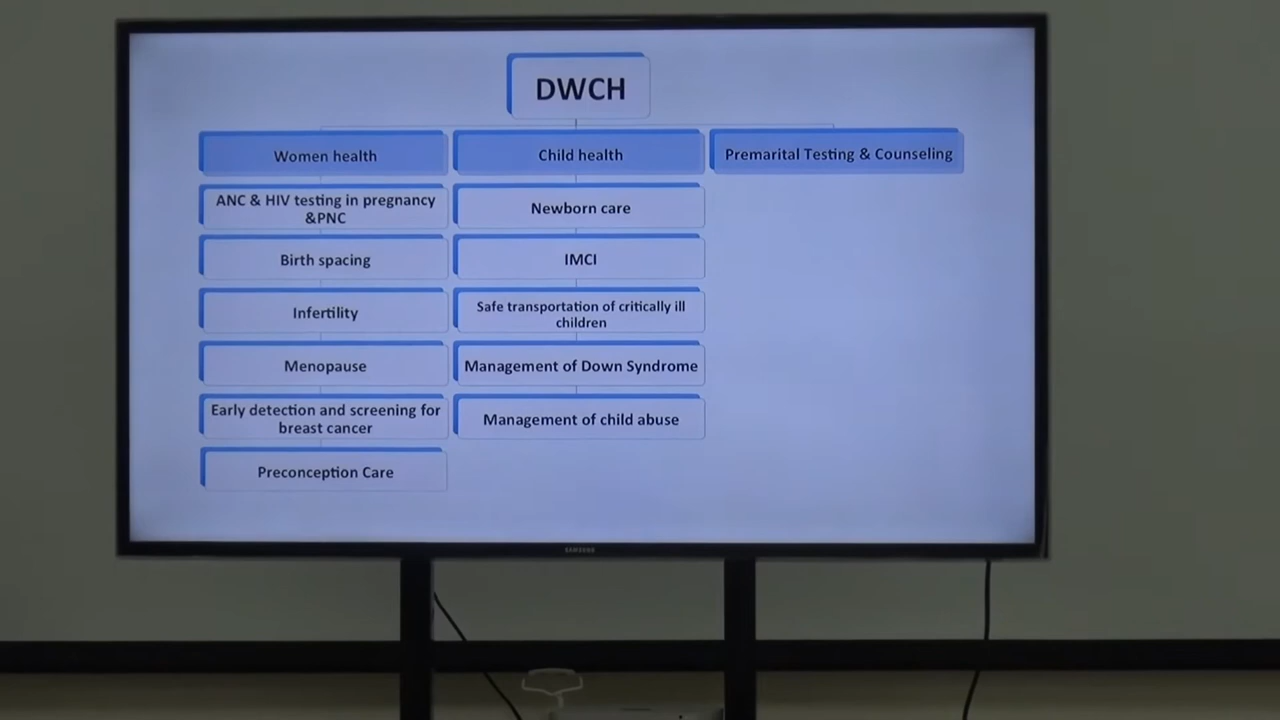 DWCH
Women health
Child health
Premarital Testing & Counseling
ANC & HIV testing in pregnancy
&PNC
Newborn care
Birth spacing
IMCI
Infertility
Safe transportation of critically ill
children
Menopause
Management of Down Syndrome
Early detection and screening for
breast cancer
Management of child abuse
Preconception Care
SAMSUNG